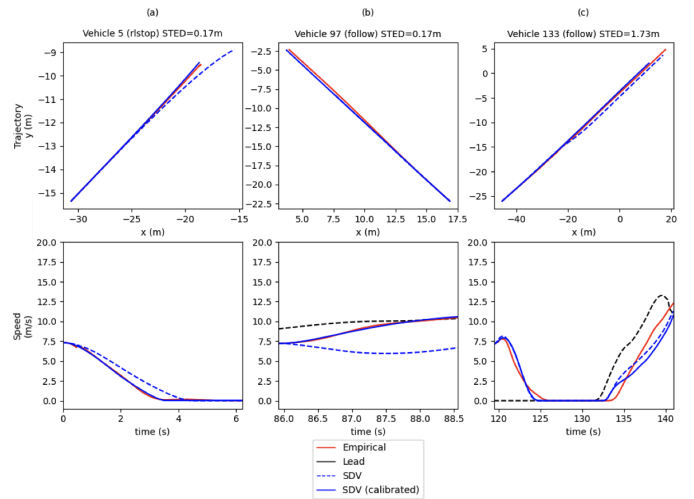 (a) (b) (c)
Vehicle 5 (rlstop) STED=0.17m Vehicle 97 (follow) STED=0.17m Vehicle 133 (follow) STED=1.73m
Trajectory
y (m)
−9
−10
−11
−12
−13
−14
−15
−30 −25 −20 −15
x (m)
−2.5
−5.0
−7.5
−10.0
−12.5
−15.0
−17.5
−20.0
−22.5
5.0 7.5 10.0 12.5 15.0 17.5
x (m)
5
0
−5
−10
−15
−20
−25
−40 −20 0 20
x (m)
Speed
(m/s)
20.0
17.5
15.0
12.5
10.0
7.5
5.0
2.5
0.0
0 2 4 6
time (s)
20.0
17.5
15.0
12.5
10.0
7.5
5.0
2.5
0.0
86.0 86.5 87.0 87.5 88.0 88.5
time (s)
20.0
17.5
15.0
12.5
10.0
7.5
5.0
2.5
0.0
120 125 130 135 140
time (s)
Empirical
Lead
SDV
SDV (calibrated)